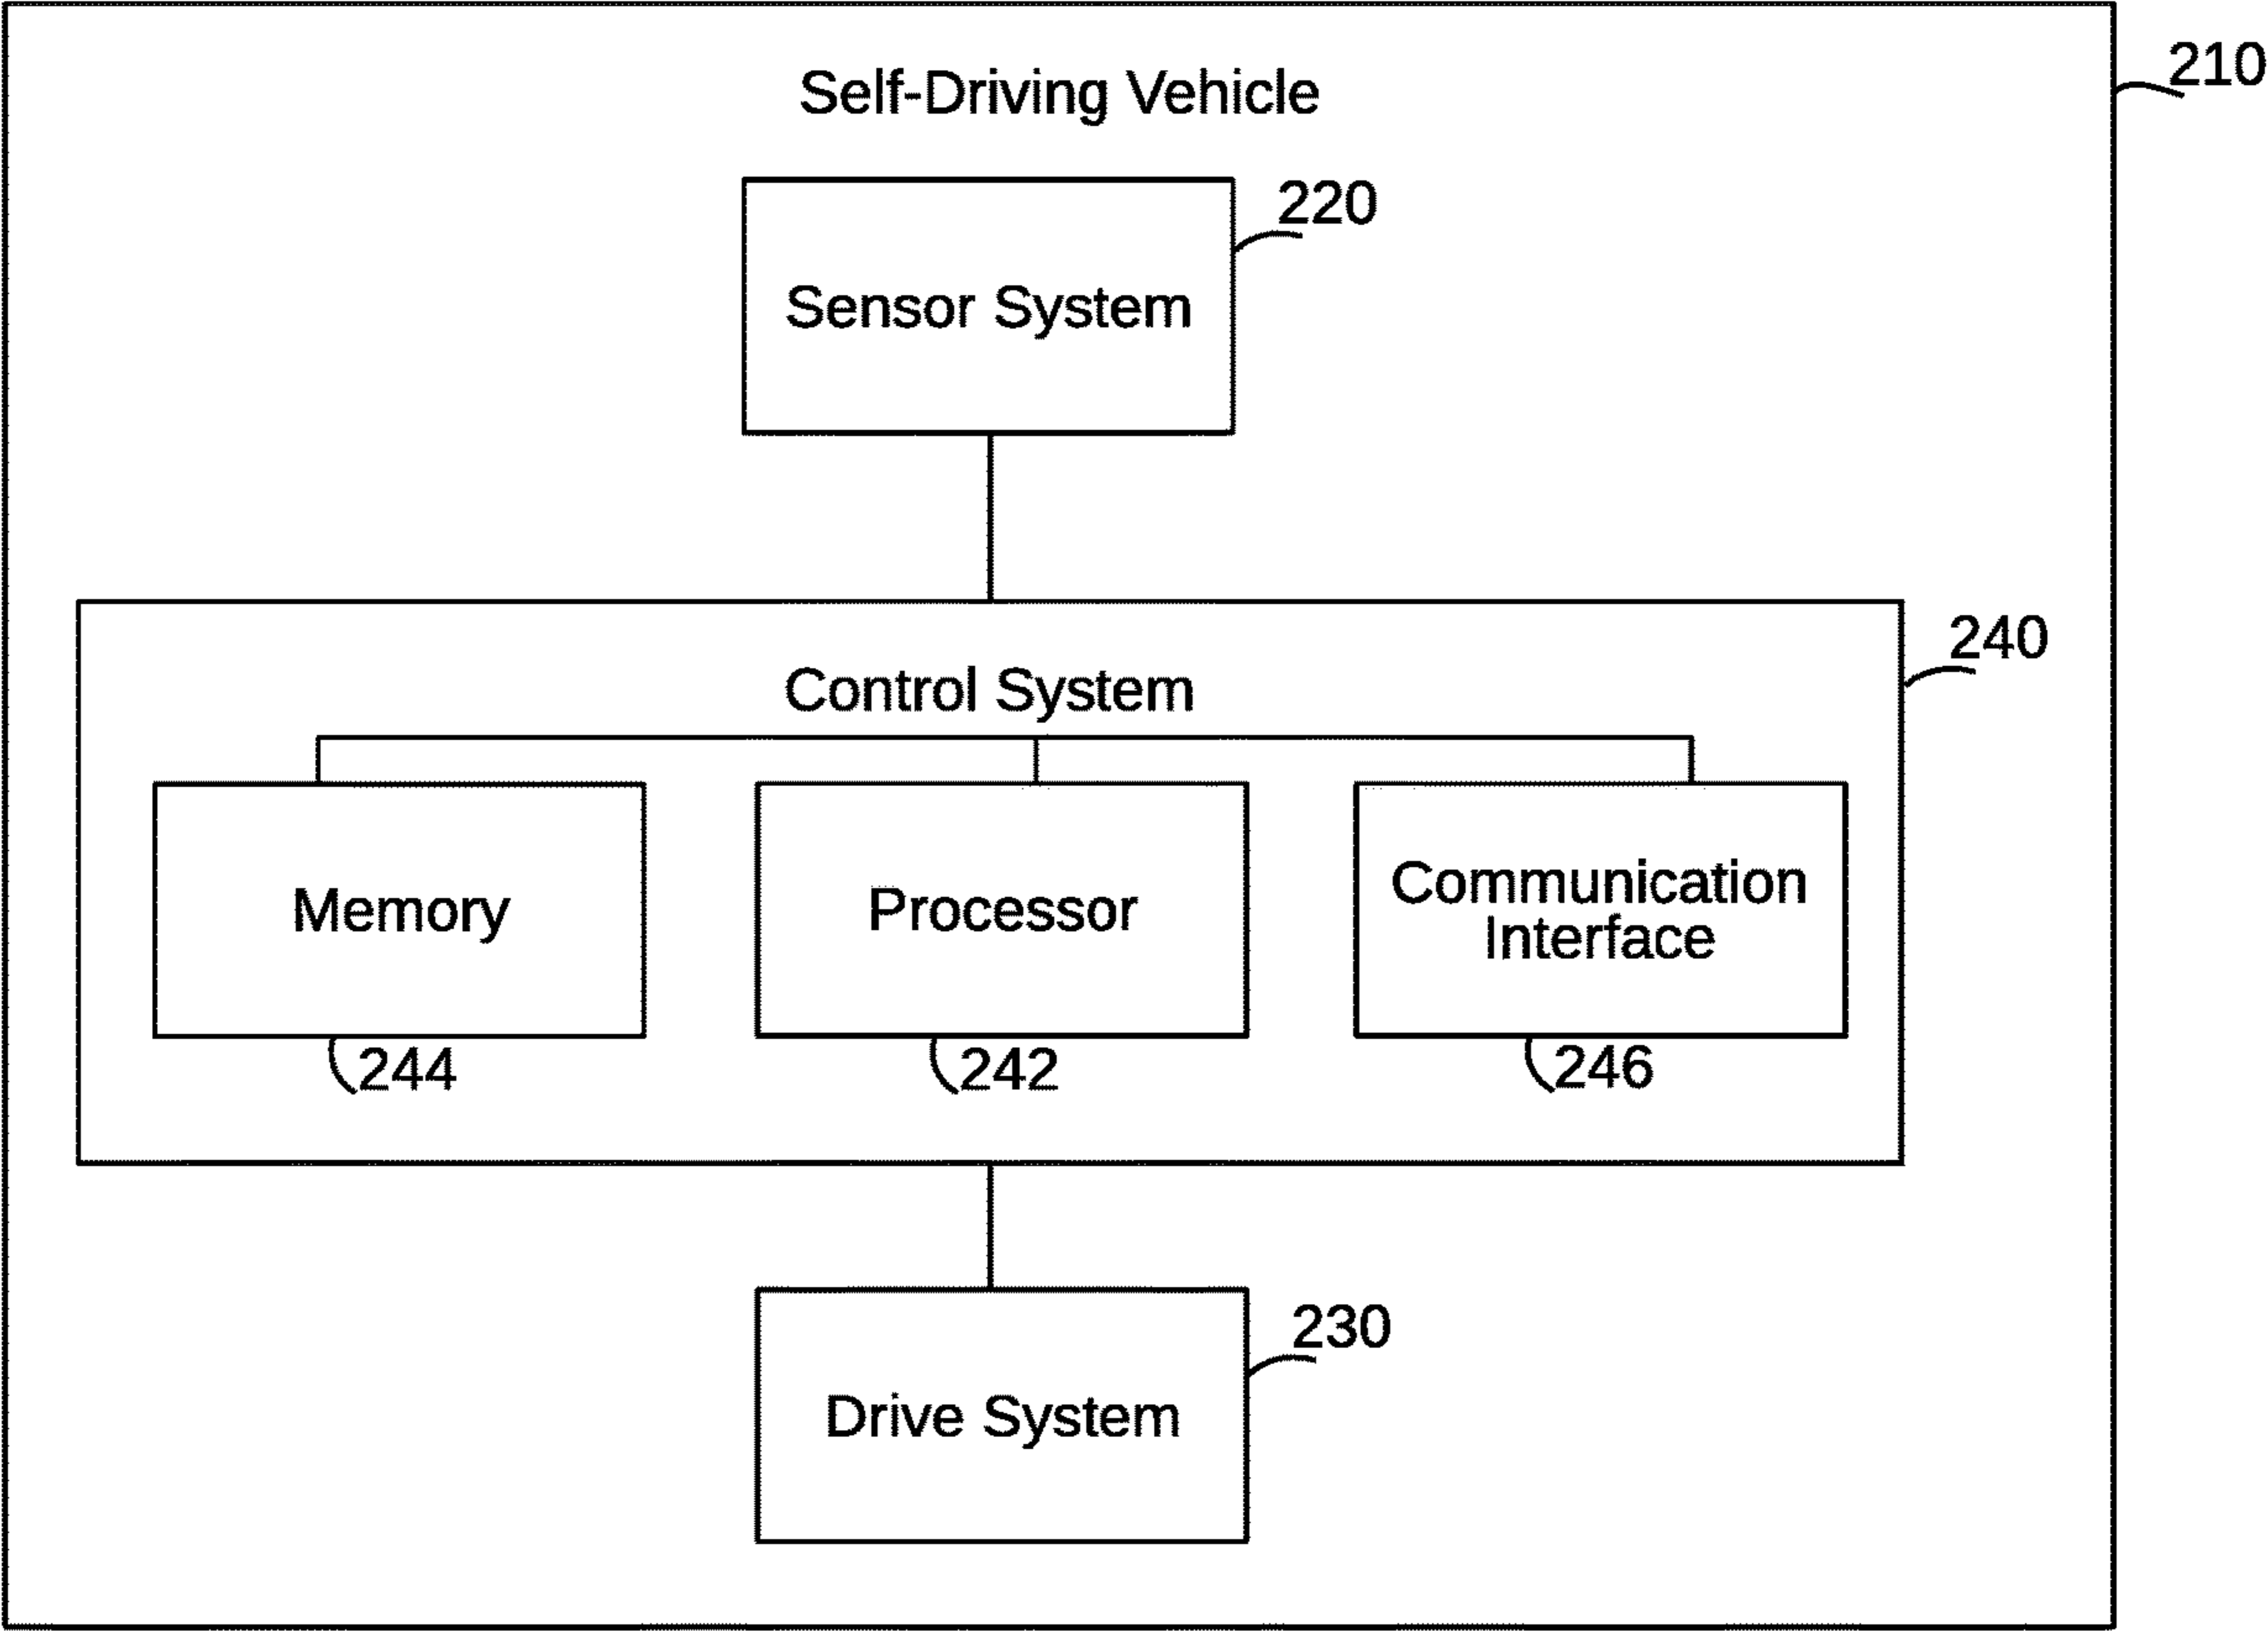 210
Self-Driving Vehicle
220
Sensor System
240
Control System
Memory
Processor
Communication
Interface
244
242
246
230
Drive System